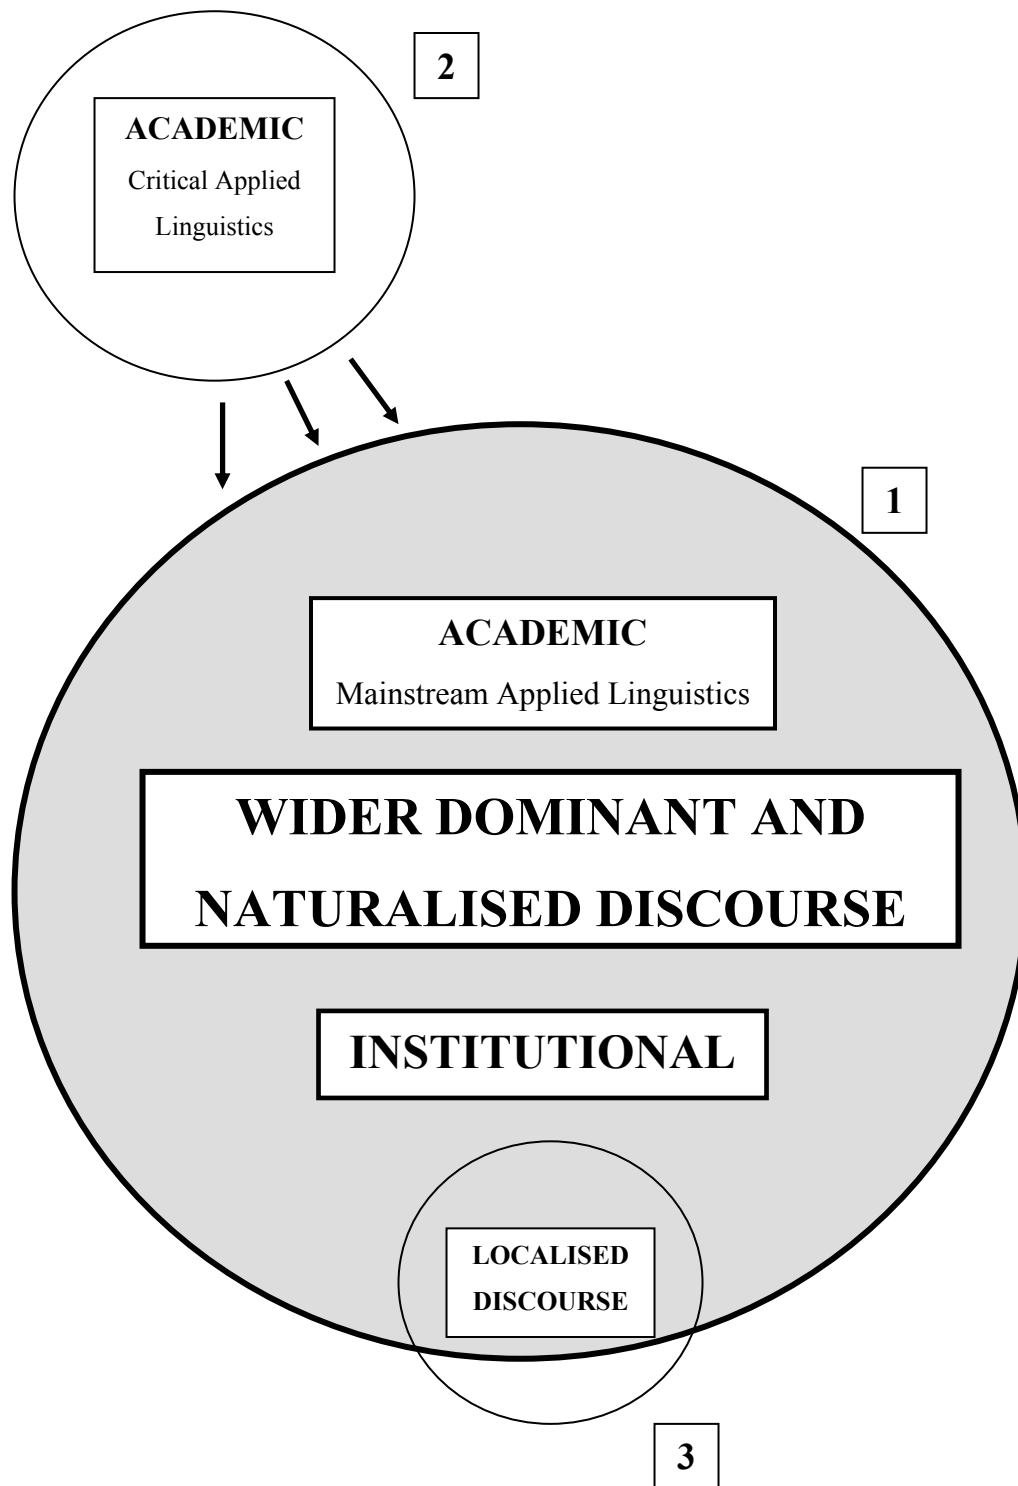 2
ACADEMIC
Critical Applied
Linguistics
1
ACADEMIC
Mainstream Applied Linguistics
WIDER DOMINANT AND
NATURALISED DISCOURSE
INSTITUTIONAL
LOCALISED
DISCOURSE
3